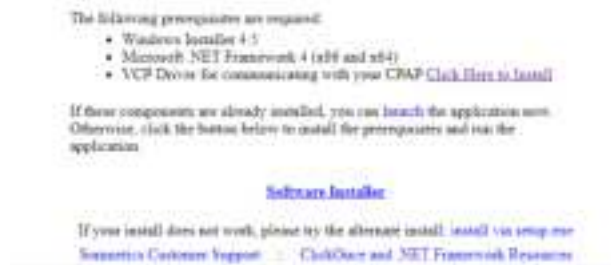 The following prerequisites are required:
Windows Installer 4.5
Microsoft .NET Framework 4 (x86 and x64)
VCP Driver for communicating with your CPAP Click Here to Install
If these components are already installed, you can launch the application now.
Otherwise, click the button below to install the prerequisites and run the
application.
Software Installer
If your install does not work, please try the alternate install: install via setup.exe
Customer Support : ClickOnce and .NET Framework Resources